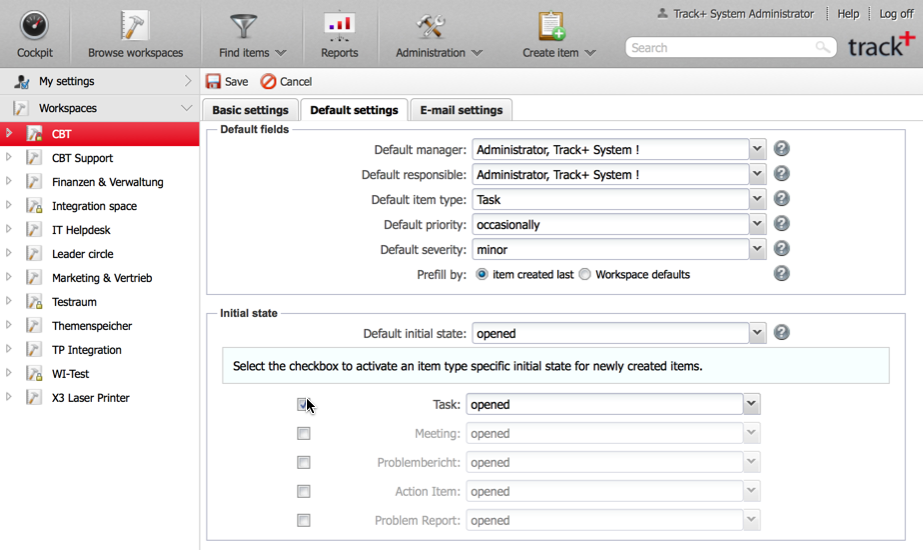 Track+ System Administrator Help Log off
Cockpit Browse workspaces Find items Reports Administration Create item
Search
track+
My settings
Workspaces
CBT
CBT Support
Finanzen & Verwaltung
Integration space
IT Helpdesk
Leader circle
Marketing & Vertrieb
Testraum
Themenspeicher
TP Integration
WI-Test
X3 Laser Printer
Save Cancel
Basic settings Default settings E-mail settings
Default fields
Default manager: Administrator, Track+ System !
Default responsible: Administrator, Track+ System !
Default item type: Task
Default priority: occasionally
Default severity: minor
Prefill by: item created last Workspace defaults
Initial state
Default initial state: opened
Select the checkbox to activate an item type specific initial state for newly created items.
Task: opened
Meeting: opened
Problembericht: opened
Action Item: opened
Problem Report: opened